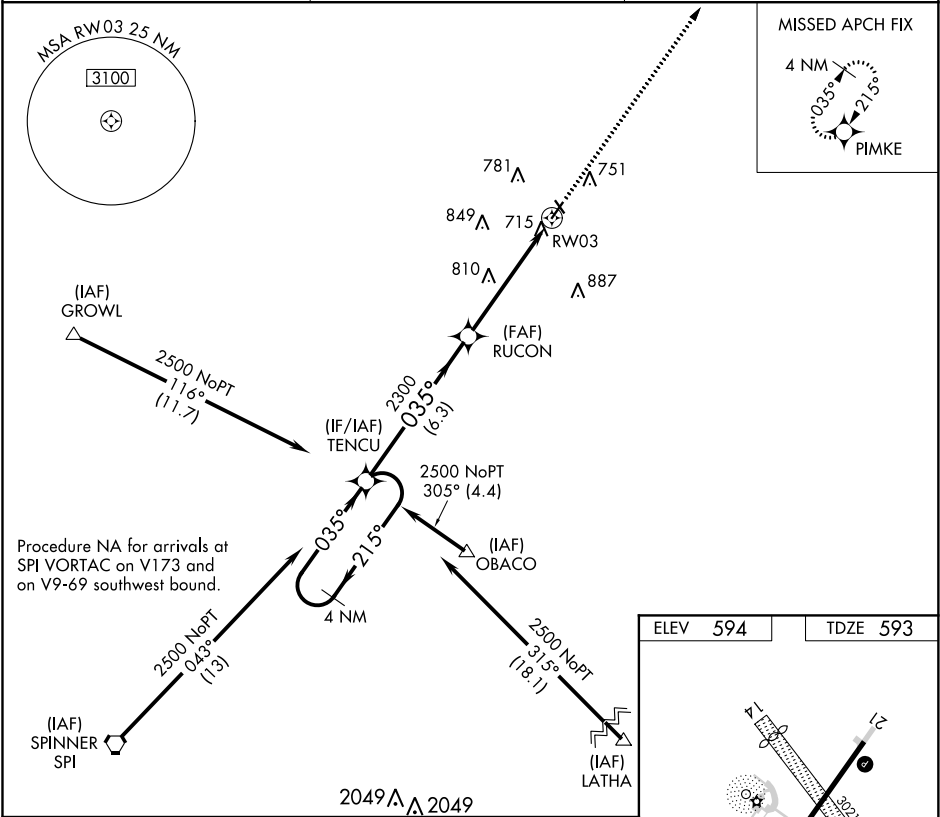 MSA RW03 25 NM
3100
MISSED APCH FIX
4 NM
035°
215°
PIMKE
781
751
849
715
RW03
810
887
(IAF)
GROWL
2500 NoPT
116°
(11.7)
(FAF)
RUCON
2300
035°
(6.3)
(IF/IAF)
TENCU
2500 NoPT
305° (4.4)
035°
215°
4 NM
(IAF)
OBACO
Procedure NA for arrivals at
SPI VORTAC on V173 and
on V9-69 southwest bound.
2500 NoPT
043°
(13)
2500 NoPT
315°
(18.1)
(IAF)
SPINNER
SPI
(IAF)
LATHA
2049
2049
ELEV 594
TDZE 593
14
21
P